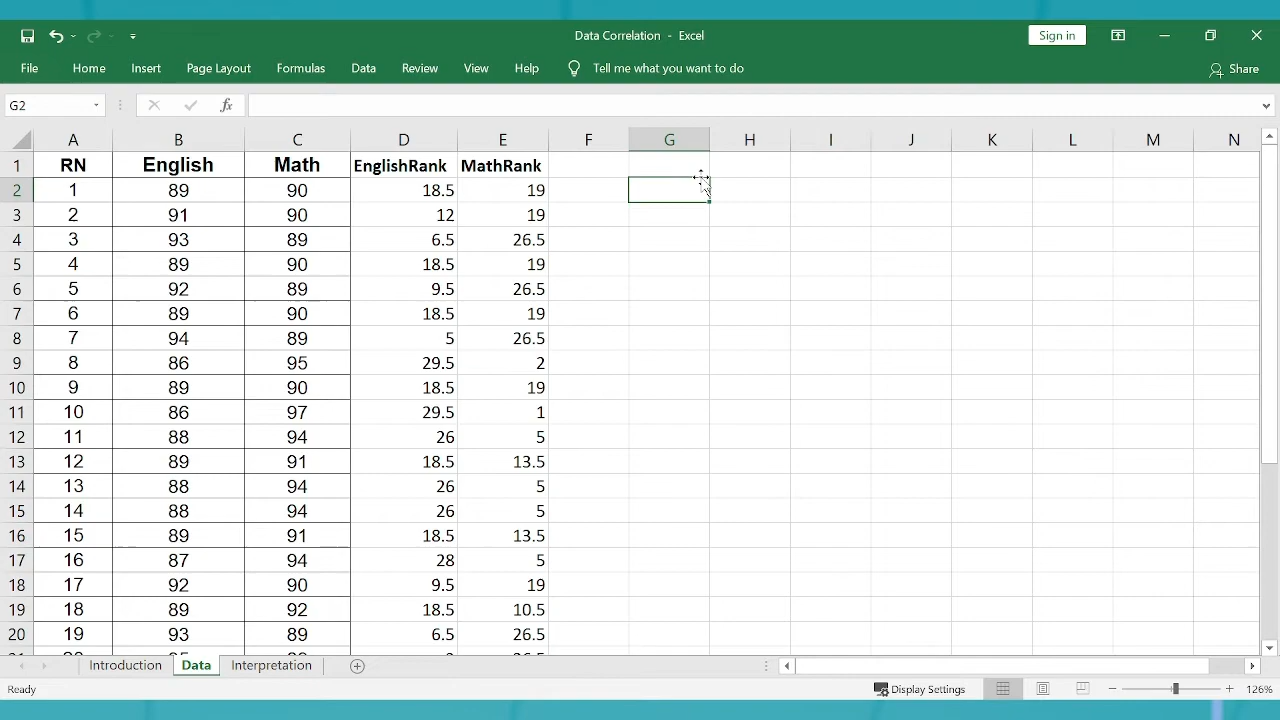 Data Correlation - Excel
Sign in
File Home Insert Page Layout Formulas Data Review View Help Tell me what you want to do Share
G2 fx
A B C D E F G H I J K L M N
1 RN English Math EnglishRank MathRank
2 1 89 90 18.5 19
3 2 91 90 12 19
4 3 93 89 6.5 26.5
5 4 89 90 18.5 19
6 5 92 89 9.5 26.5
7 6 89 90 18.5 19
8 7 94 89 5 26.5
9 8 86 95 29.5 2
10 9 89 90 18.5 19
11 10 86 97 29.5 1
12 11 88 94 26 5
13 12 89 91 18.5 13.5
14 13 88 94 26 5
15 14 88 94 26 5
16 15 89 91 18.5 13.5
17 16 87 94 28 5
18 17 92 90 9.5 19
19 18 89 92 18.5 10.5
20 19 93 89 6.5 26.5
Introduction Data Interpretation
Ready Display Settings 126%